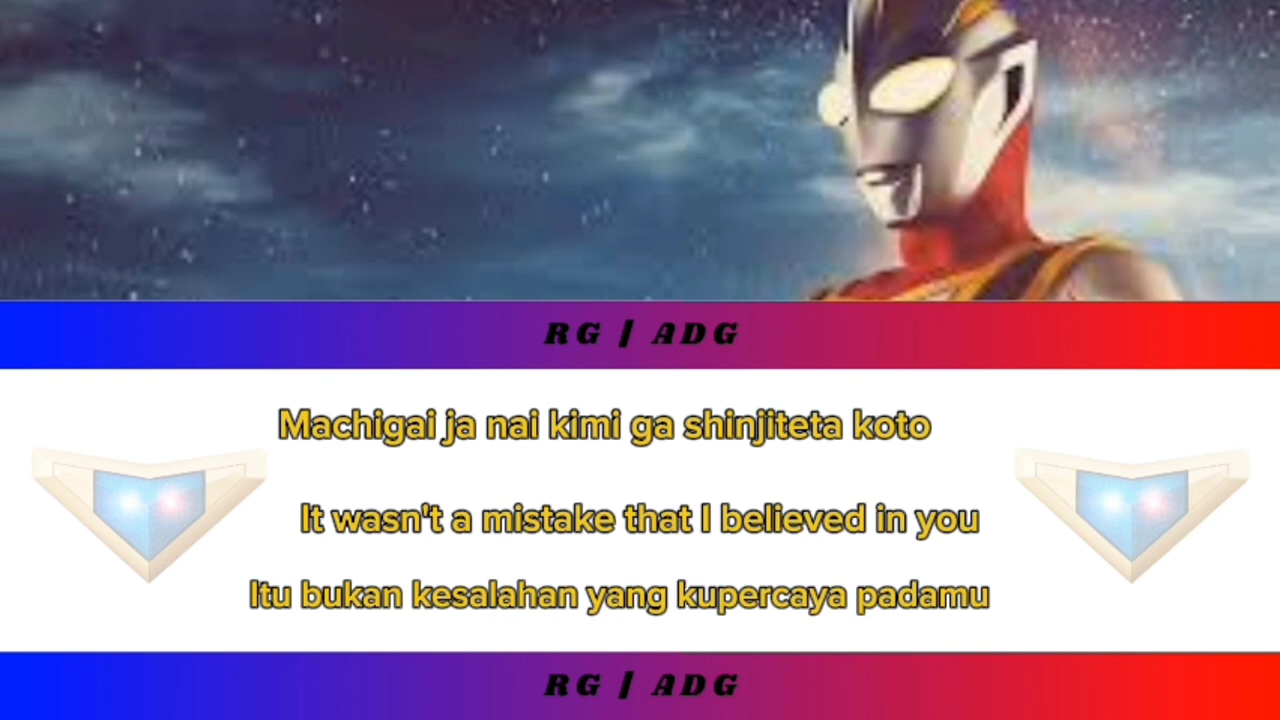 RG | ADG
Machigai ja nai kimi ga shinjiteta koto
It wasn't a mistake that I believed in you
Itu bukan kesalahan yang kupercaya padamu
RG | ADG